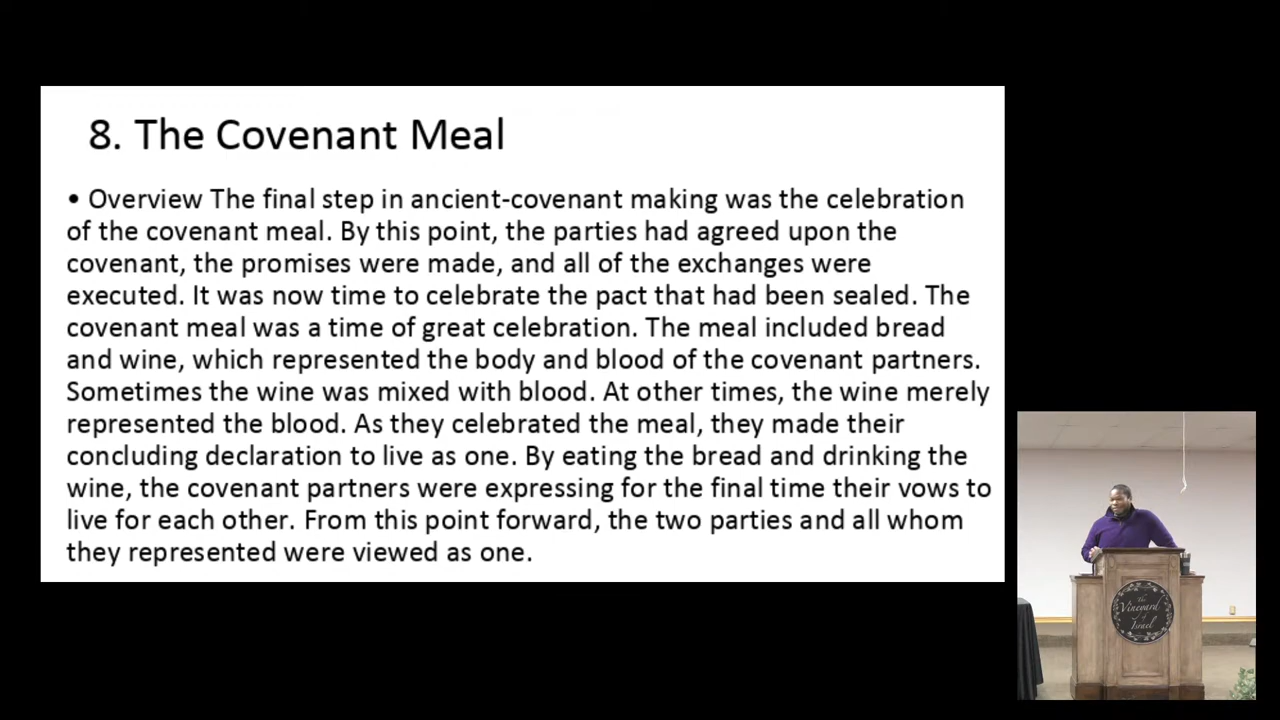 8. The Covenant Meal
• Overview The final step in ancient-covenant making was the celebration
of the covenant meal. By this point, the parties had agreed upon the
covenant, the promises were made, and all of the exchanges were
executed. It was now time to celebrate the pact that had been sealed. The
covenant meal was a time of great celebration. The meal included bread
and wine, which represented the body and blood of the covenant partners.
Sometimes the wine was mixed with blood. At other times, the wine merely
represented the blood. As they celebrated the meal, they made their
concluding declaration to live as one. By eating the bread and drinking the
wine, the covenant partners were expressing for the final time their vows to
live for each other. From this point forward, the two parties and all whom
they represented were viewed as one.
The
Vineyard
of
Israel